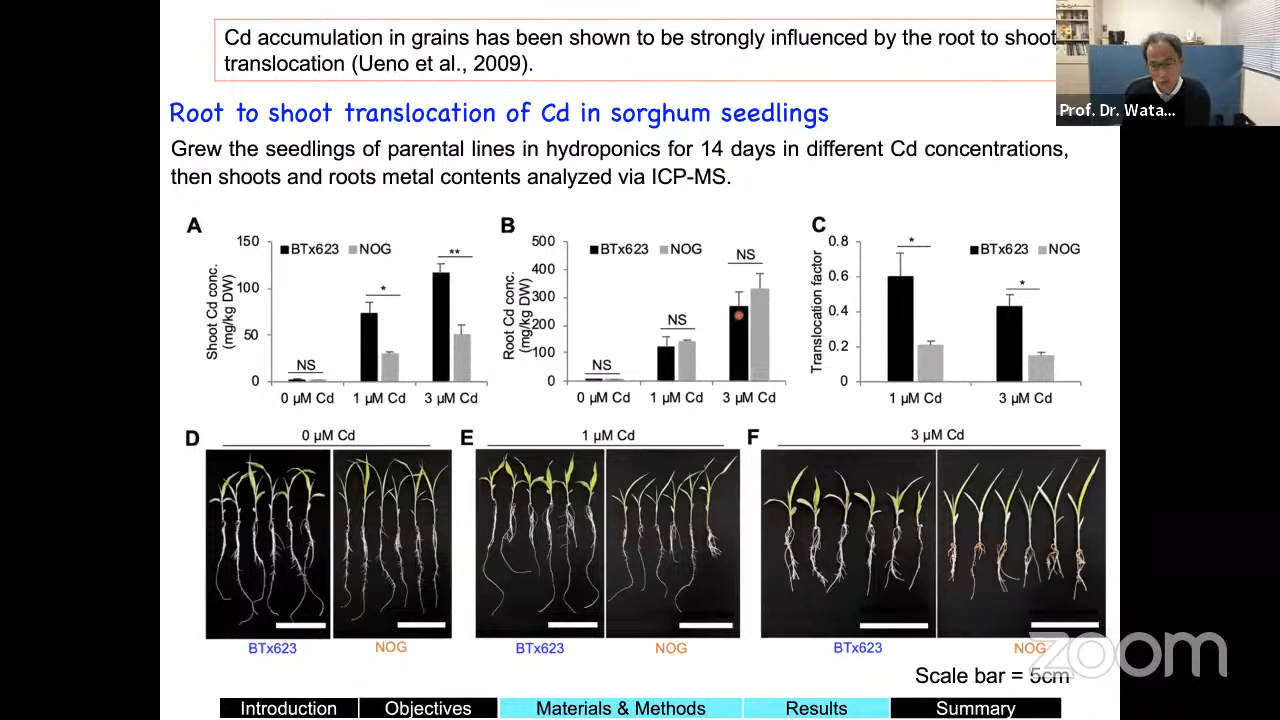 Cd accumulation in grains has been shown to be strongly influenced by the root to shoot
translocation (Ueno et al., 2009).
Prof. Dr. Wata...
Root to shoot translocation of Cd in sorghum seedlings
Grew the seedlings of parental lines in hydroponics for 14 days in different Cd concentrations,
then shoots and roots metal contents analyzed via ICP-MS.
A
BTx623 NOG
Shoot Cd conc.
(mg/kg DW)
150
100
50
0
NS
*
**
0 µM Cd 1 µM Cd 3 µM Cd
B
BTx623 NOG
Root Cd conc.
(mg/kg DW)
500
400
300
200
100
0
NS
NS
NS
0 µM Cd 1 µM Cd 3 µM Cd
C
BTx623 NOG
Translocation factor
0.8
0.6
0.4
0.2
0
*
*
1 µM Cd 3 µM Cd
D
0 µM Cd
BTx623 NOG
E
1 µM Cd
BTx623 NOG
F
3 µM Cd
BTx623 NOG
zoom
Scale bar = 5cm
Introduction Objectives Materials & Methods Results Summary